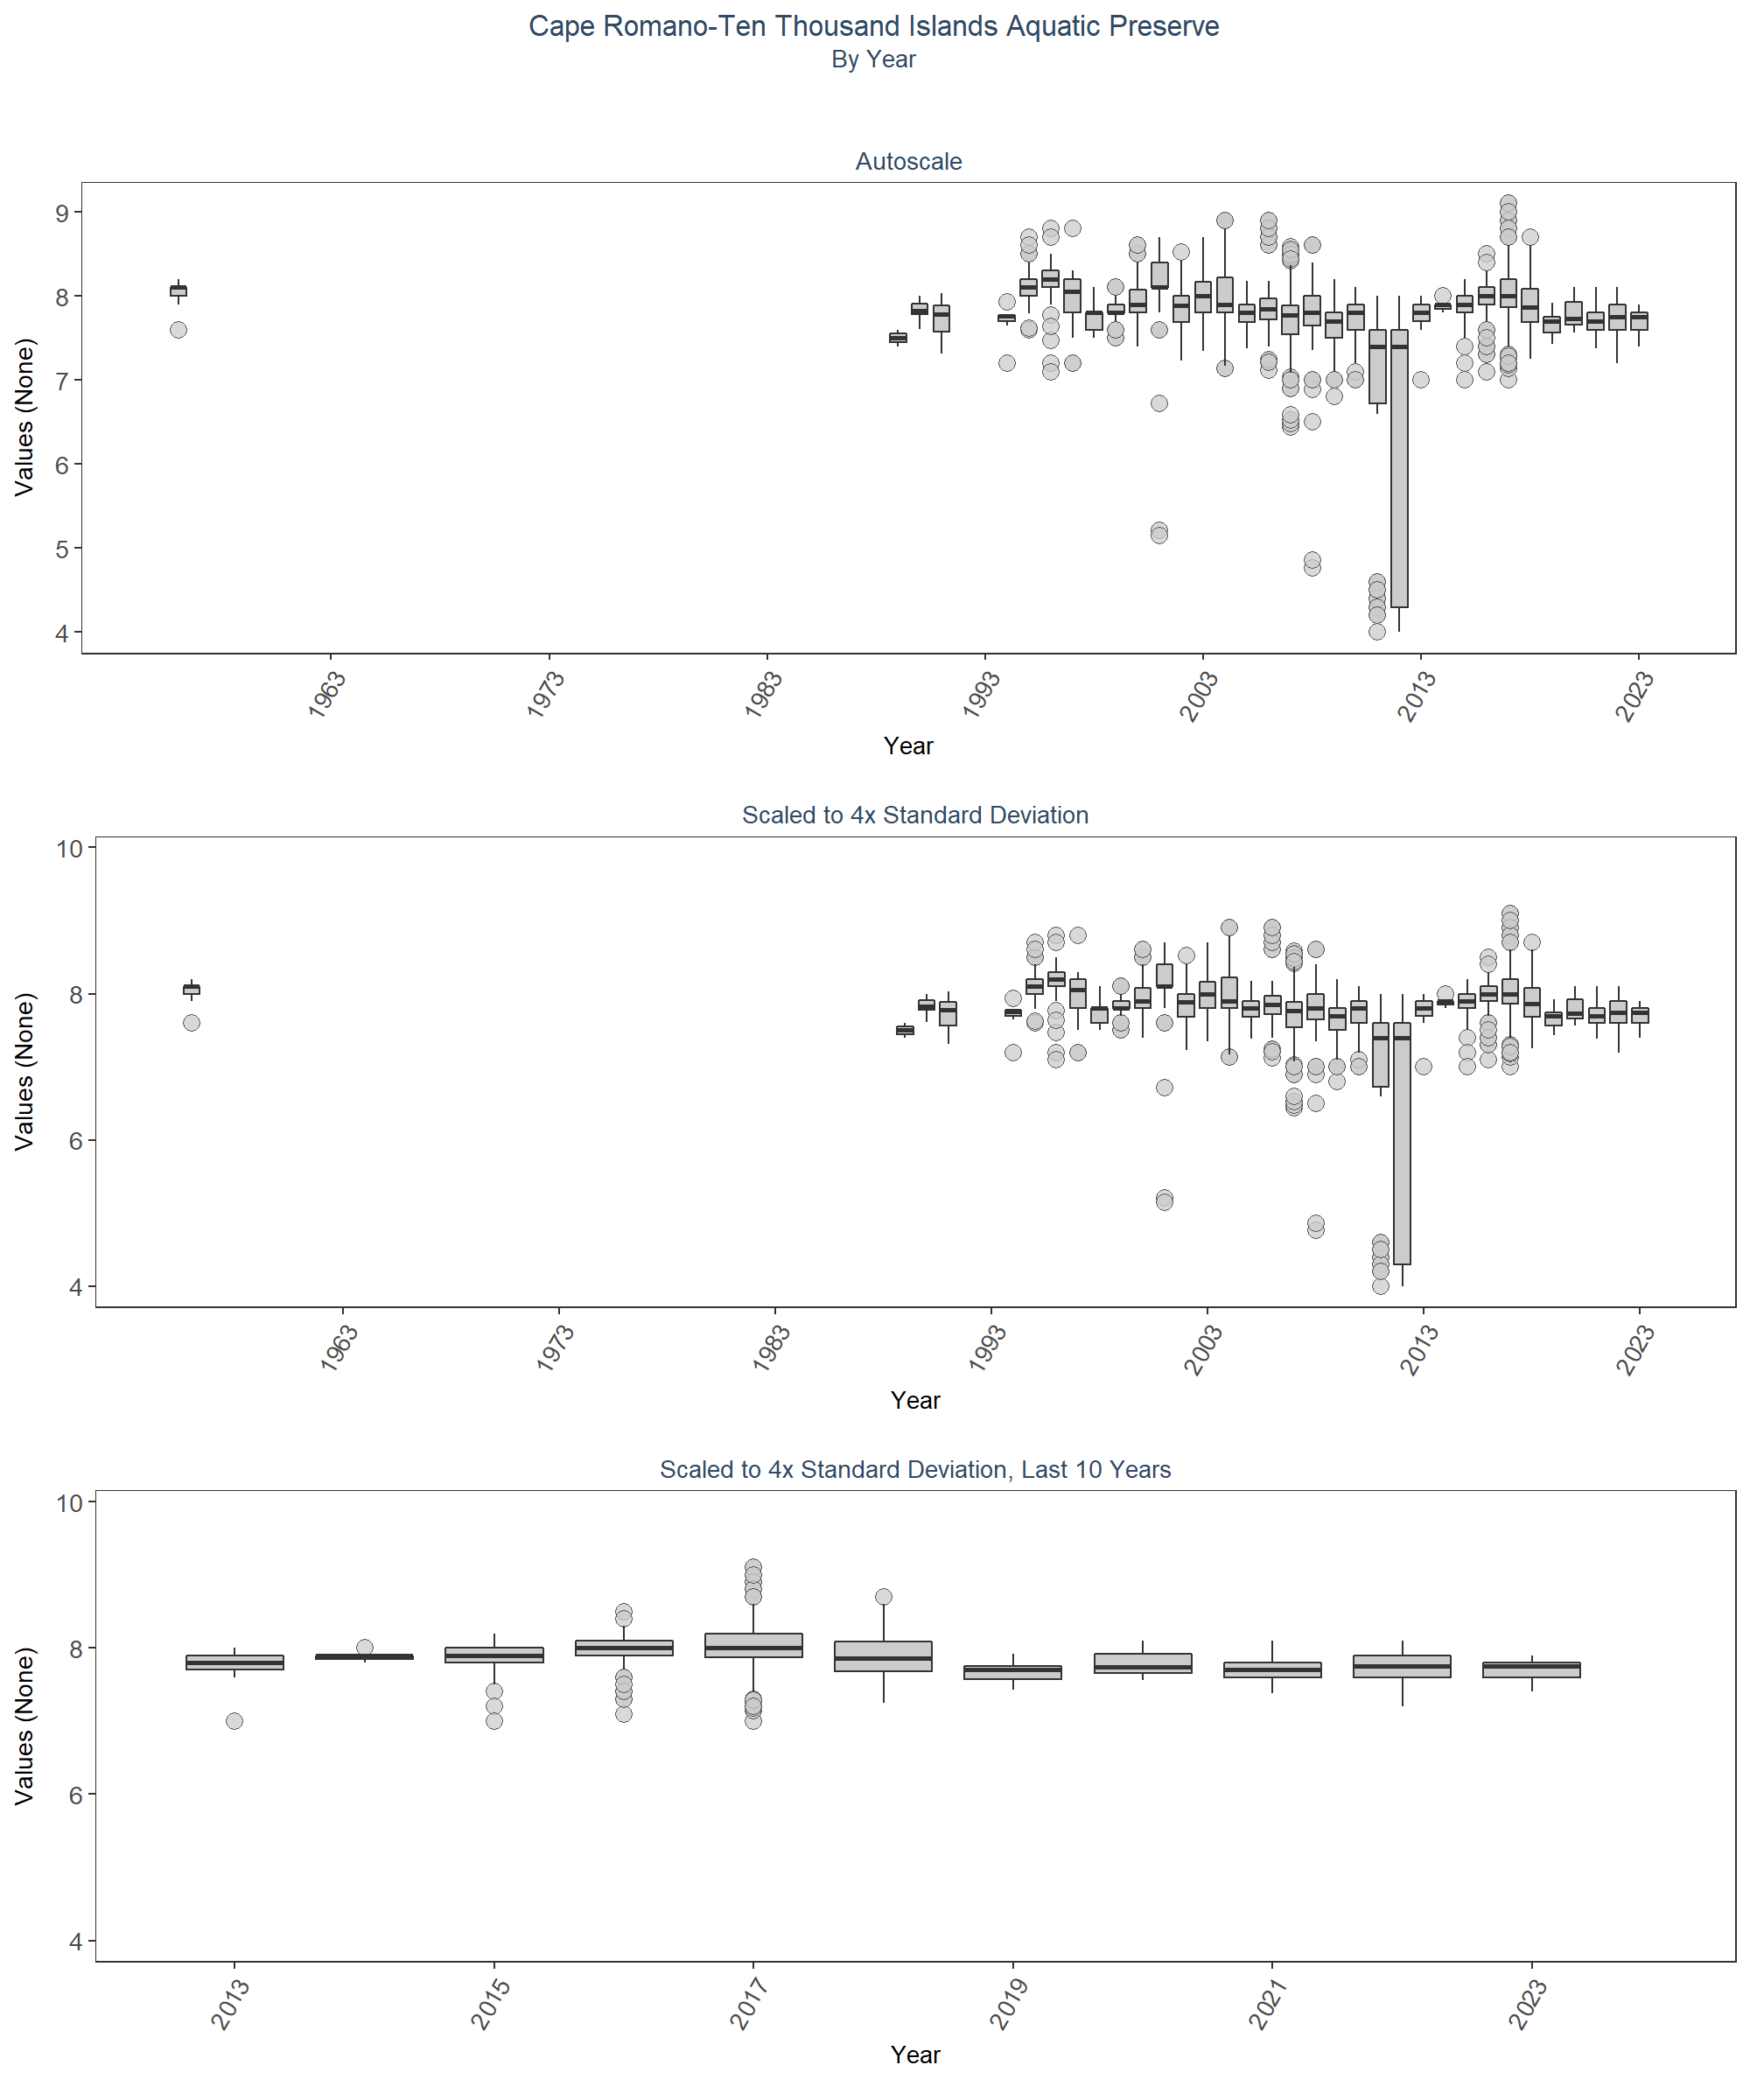 Cape Romano-Ten Thousand Islands Aquatic Preserve
By Year
Autoscale
Values (None)
9
8
7
6
5
4
1963 1973 1983 1993 2003 2013 2023
Year
Scaled to 4x Standard Deviation
Values (None)
10
8
6
4
1963 1973 1983 1993 2003 2013 2023
Year
Scaled to 4x Standard Deviation, Last 10 Years
Values (None)
10
8
6
4
2013 2015 2017 2019 2021 2023
Year